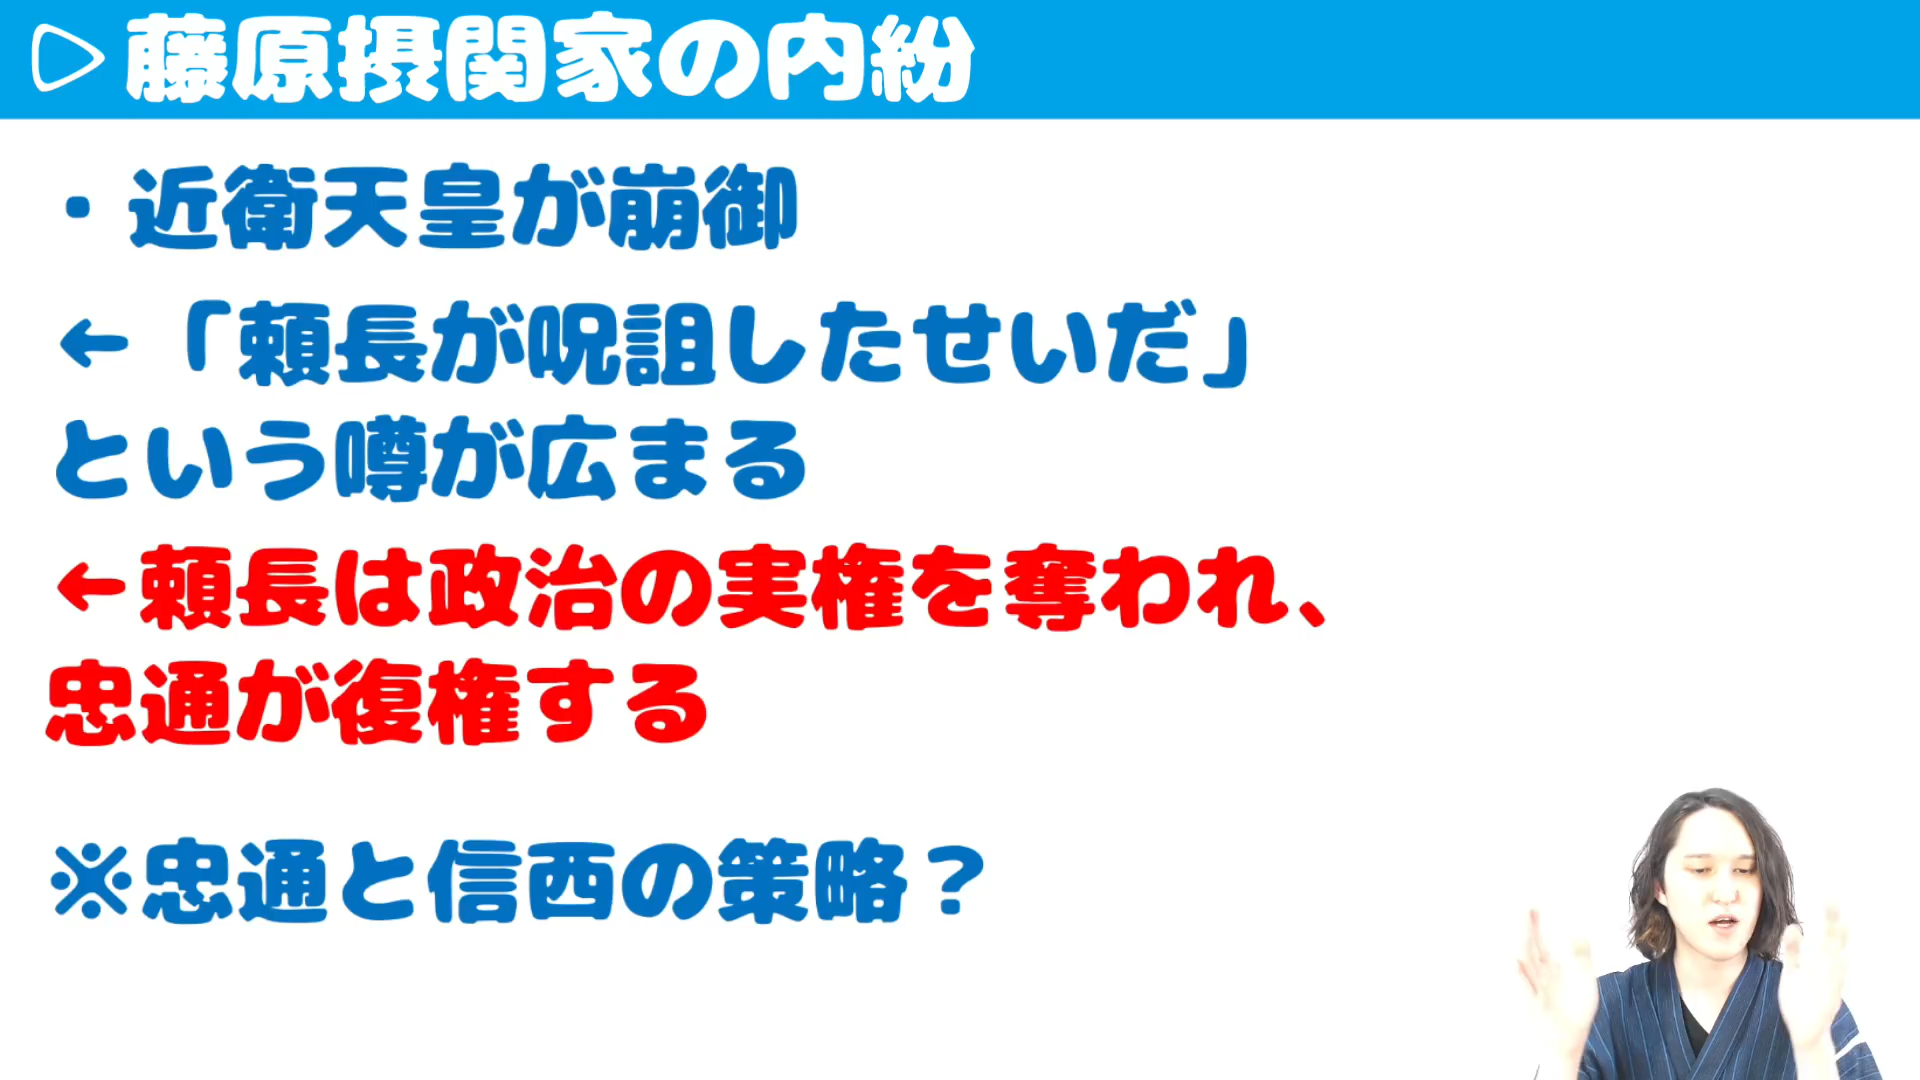 ▷藤原摂関家の内紛
・近衛天皇が崩御
←「頼長が呪詛したせいだ」
という噂が広まる
←頼長は政治の実権を奪われ、
忠通が復権する
※忠通と信西の策略？